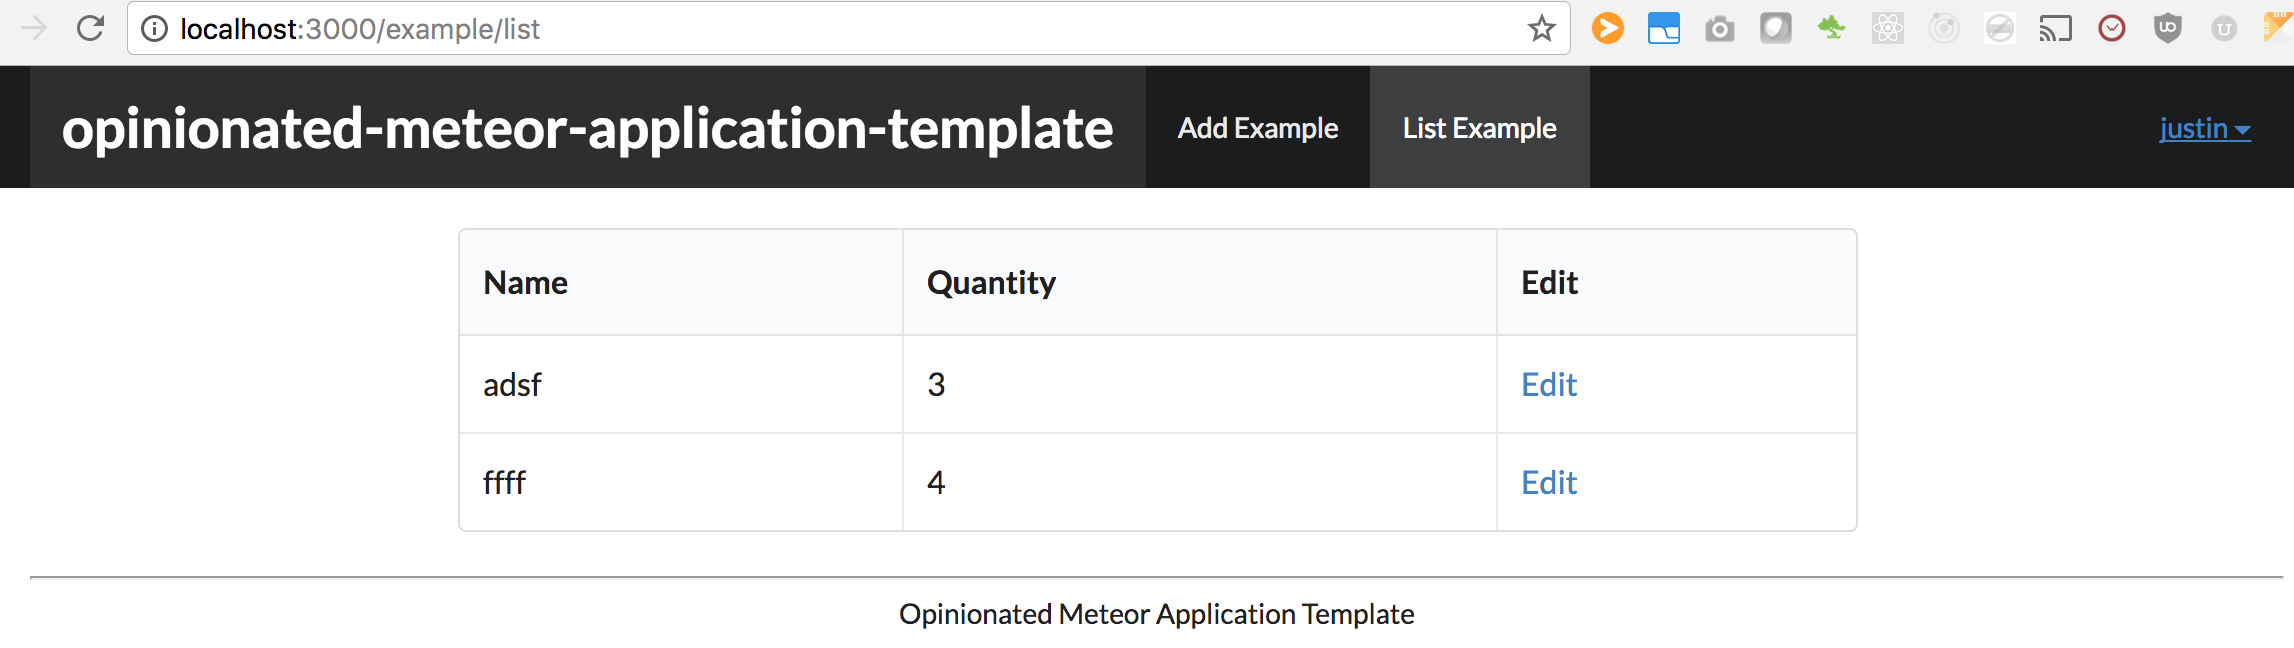 localhost:3000/example/list
opinionated-meteor-application-template Add Example List Example justin
Name Quantity Edit
adsf 3 Edit
ffff 4 Edit
Opinionated Meteor Application Template